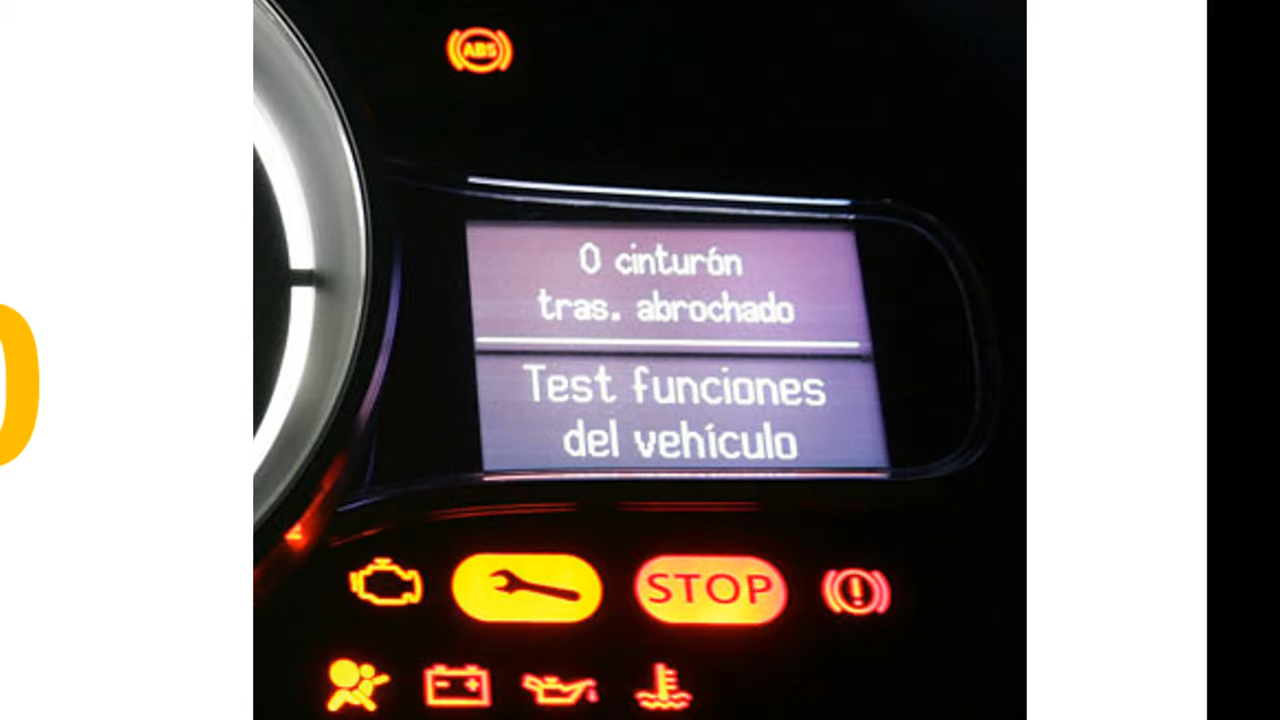 ABS
0 cinturón
tras. abrochado
Test funciones
del vehículo
STOP